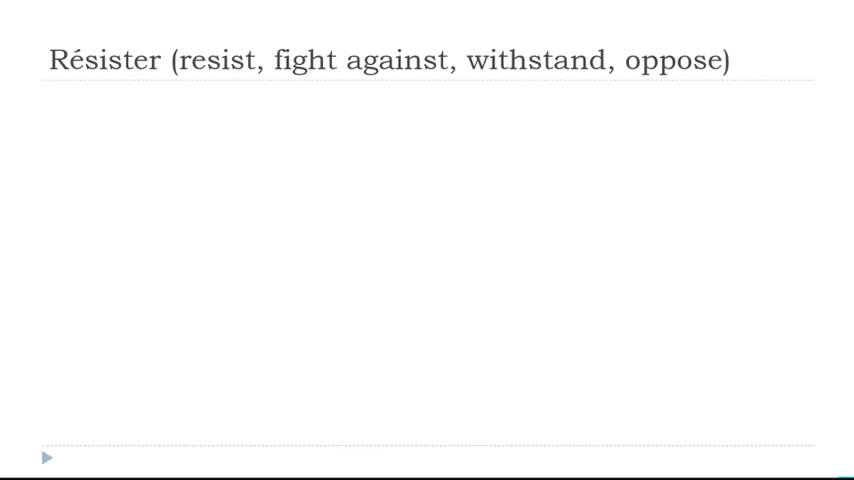 Résister (resist, fight against, withstand, oppose)